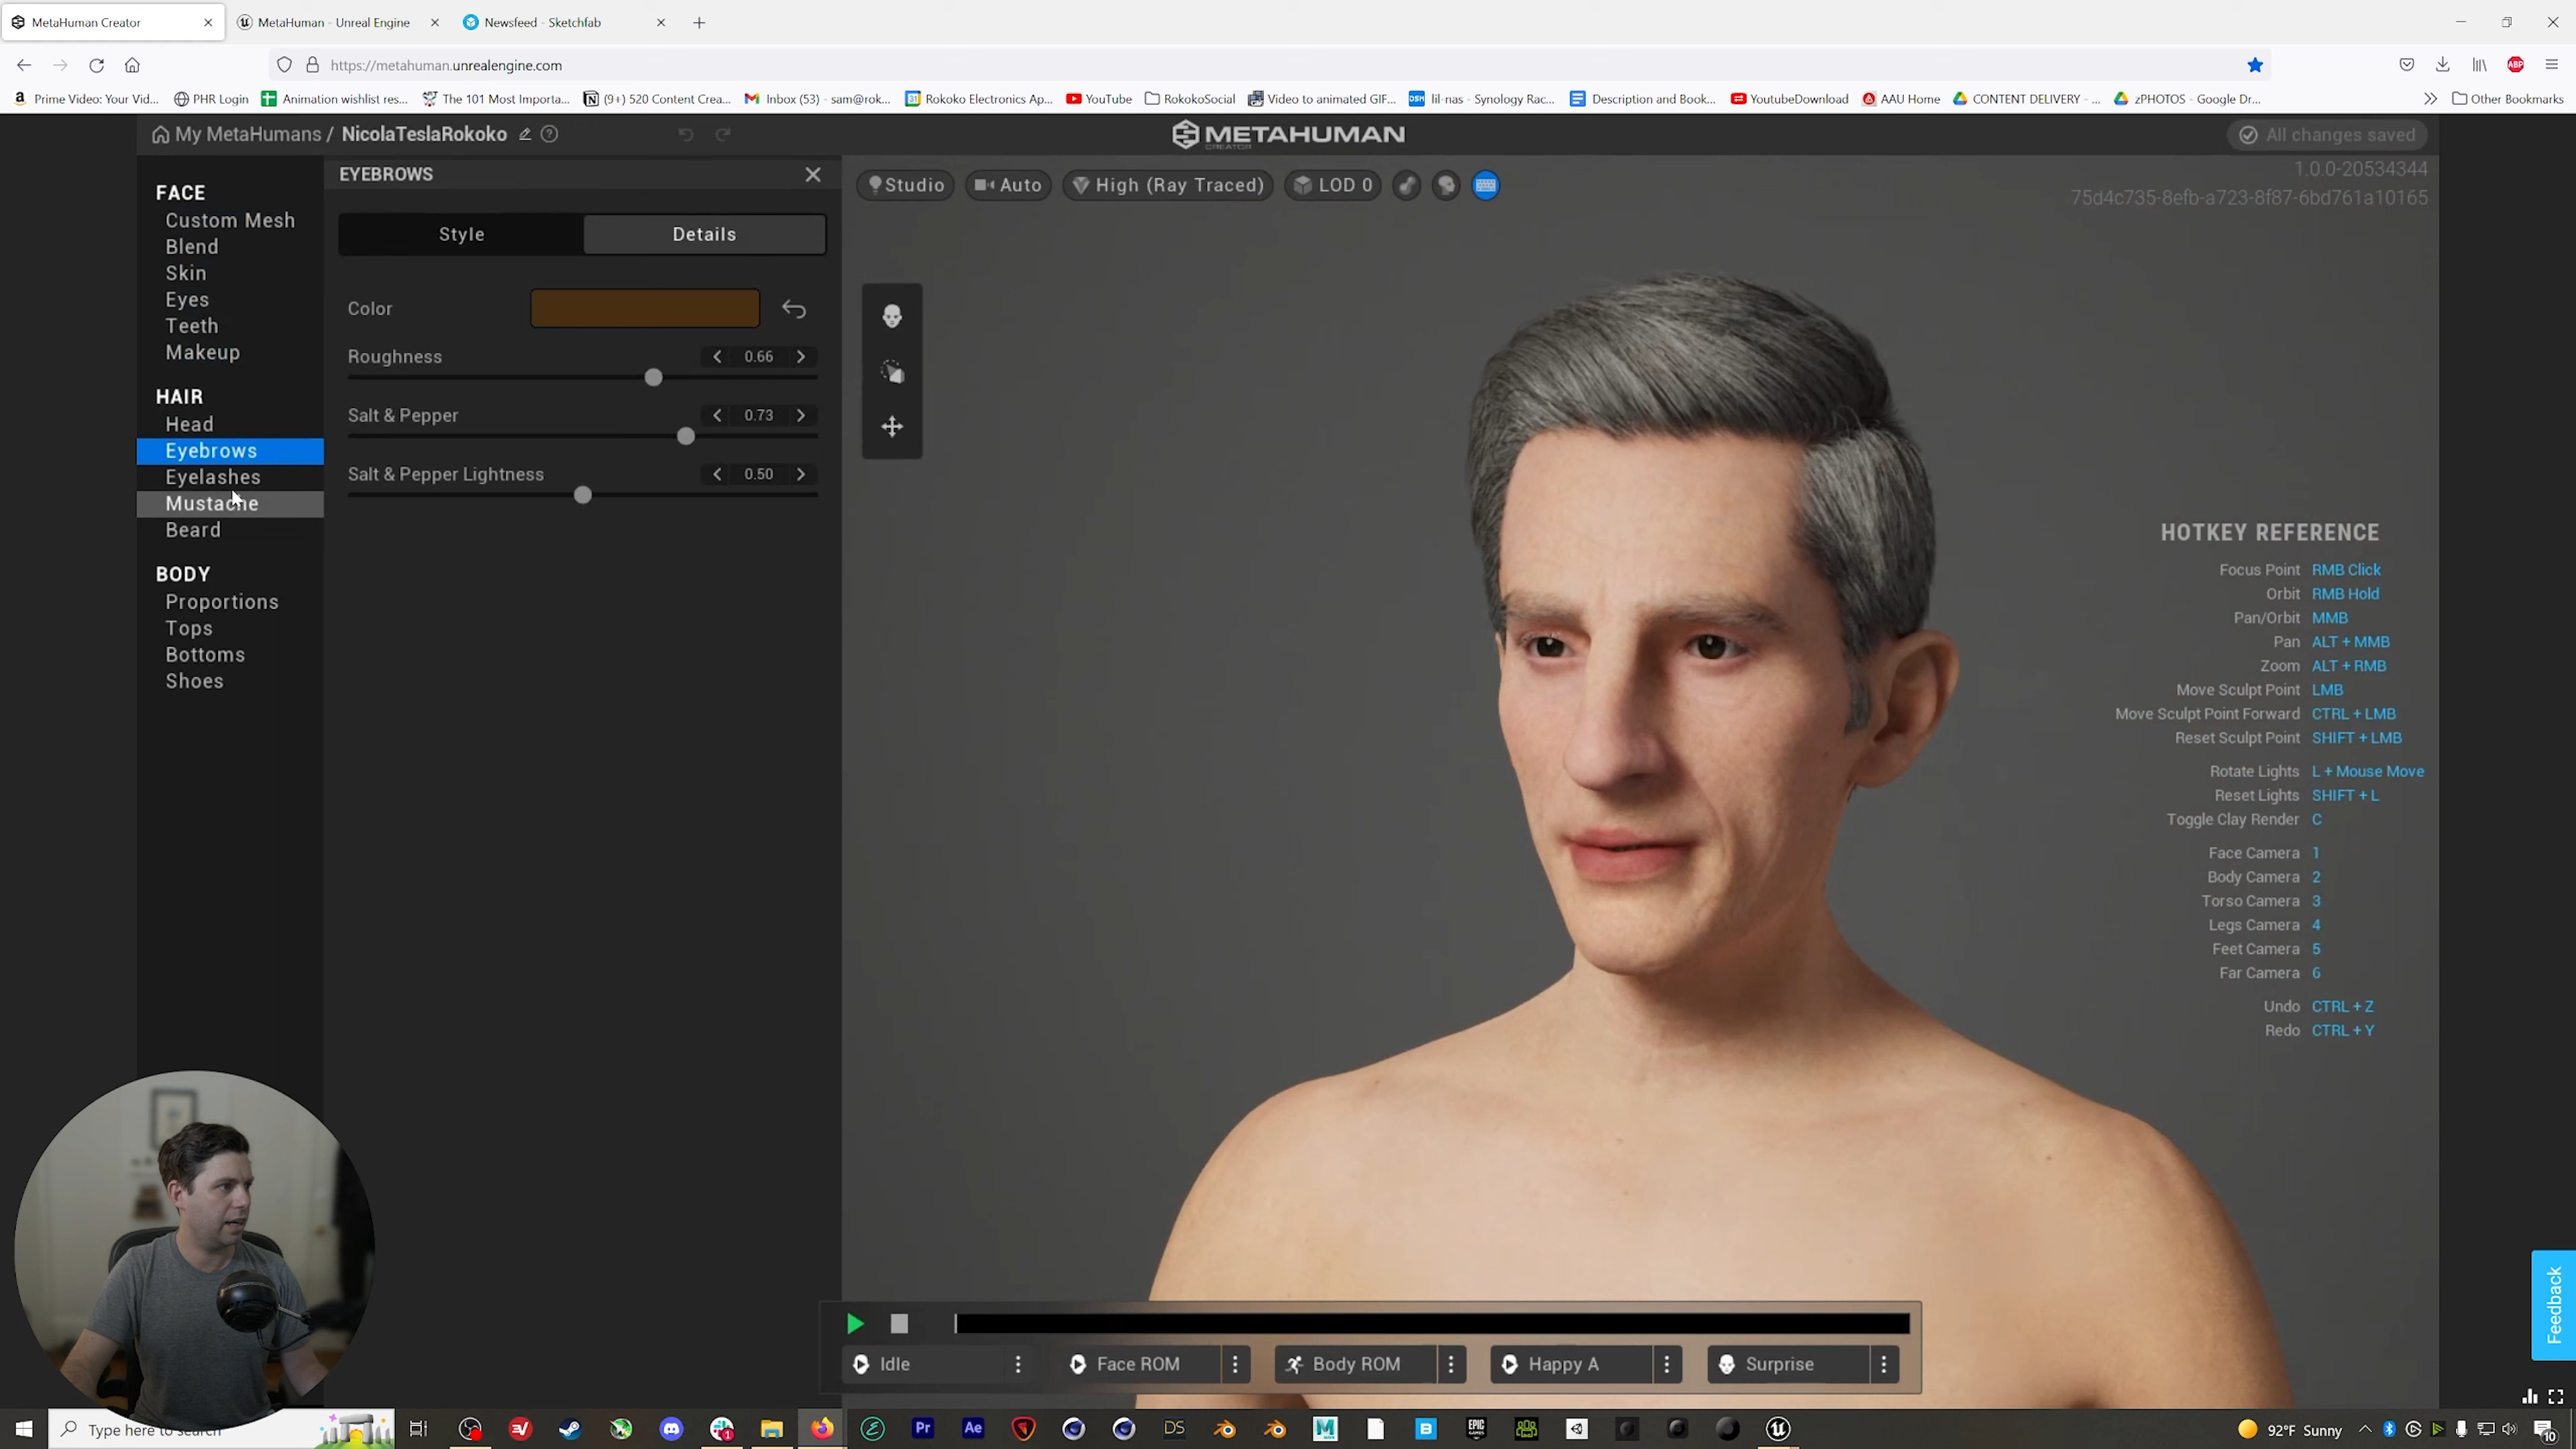 MetaHuman Creator
MetaHuman - Unreal Engine
Newsfeed - Sketchfab
https://metahuman.unrealengine.com
ABP
Prime Video: Your Vid...
PHR Login
Animation wishlist res...
The 101 Most Importa...
(9+) 520 Content Crea...
Inbox (53) - sam@rok...
Rokoko Electronics Ap...
YouTube
RokokoSocial
Video to animated GIF...
lil-nas - Synology Rac...
Description and Book...
YoutubeDownload
AAU Home
CONTENT DELIVERY - ...
zPHOTOS - Google Dr...
Other Bookmarks
My MetaHumans / NicolaTeslaRokoko
METAHUMAN
CREATOR
All changes saved
1.0.0-20534344
75d4c735-8efb-a723-8f87-6bd761a10165
FACE
Custom Mesh
Blend
Skin
Eyes
Teeth
Makeup
HAIR
Head
Eyebrows
Eyelashes
Mustache
Beard
BODY
Proportions
Tops
Bottoms
Shoes
EYEBROWS
Style
Details
Color
Roughness
0.66
Salt & Pepper
0.73
Salt & Pepper Lightness
0.50
Studio
Auto
High (Ray Traced)
LOD 0
HOTKEY REFERENCE
Focus Point RMB Click
Orbit RMB Hold
Pan/Orbit MMB
Pan ALT + MMB
Zoom ALT + RMB
Move Sculpt Point LMB
Move Sculpt Point Forward CTRL + LMB
Reset Sculpt Point SHIFT + LMB
Rotate Lights L + Mouse Move
Reset Lights SHIFT + L
Toggle Clay Render C
Face Camera 1
Body Camera 2
Torso Camera 3
Legs Camera 4
Feet Camera 5
Far Camera 6
Undo CTRL + Z
Redo CTRL + Y
Feedback
Idle
Face ROM
Body ROM
Happy A
Surprise
Type here to search
Pr
Ae
DS
M
B
EPIC GAMES
92°F Sunny
10